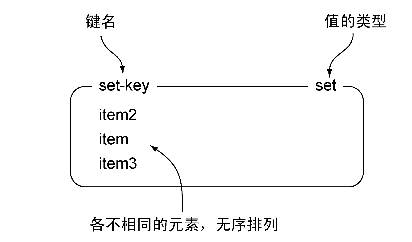 键名 值的类型
set-key set
item2
item
item3
各不相同的元素，无序排列